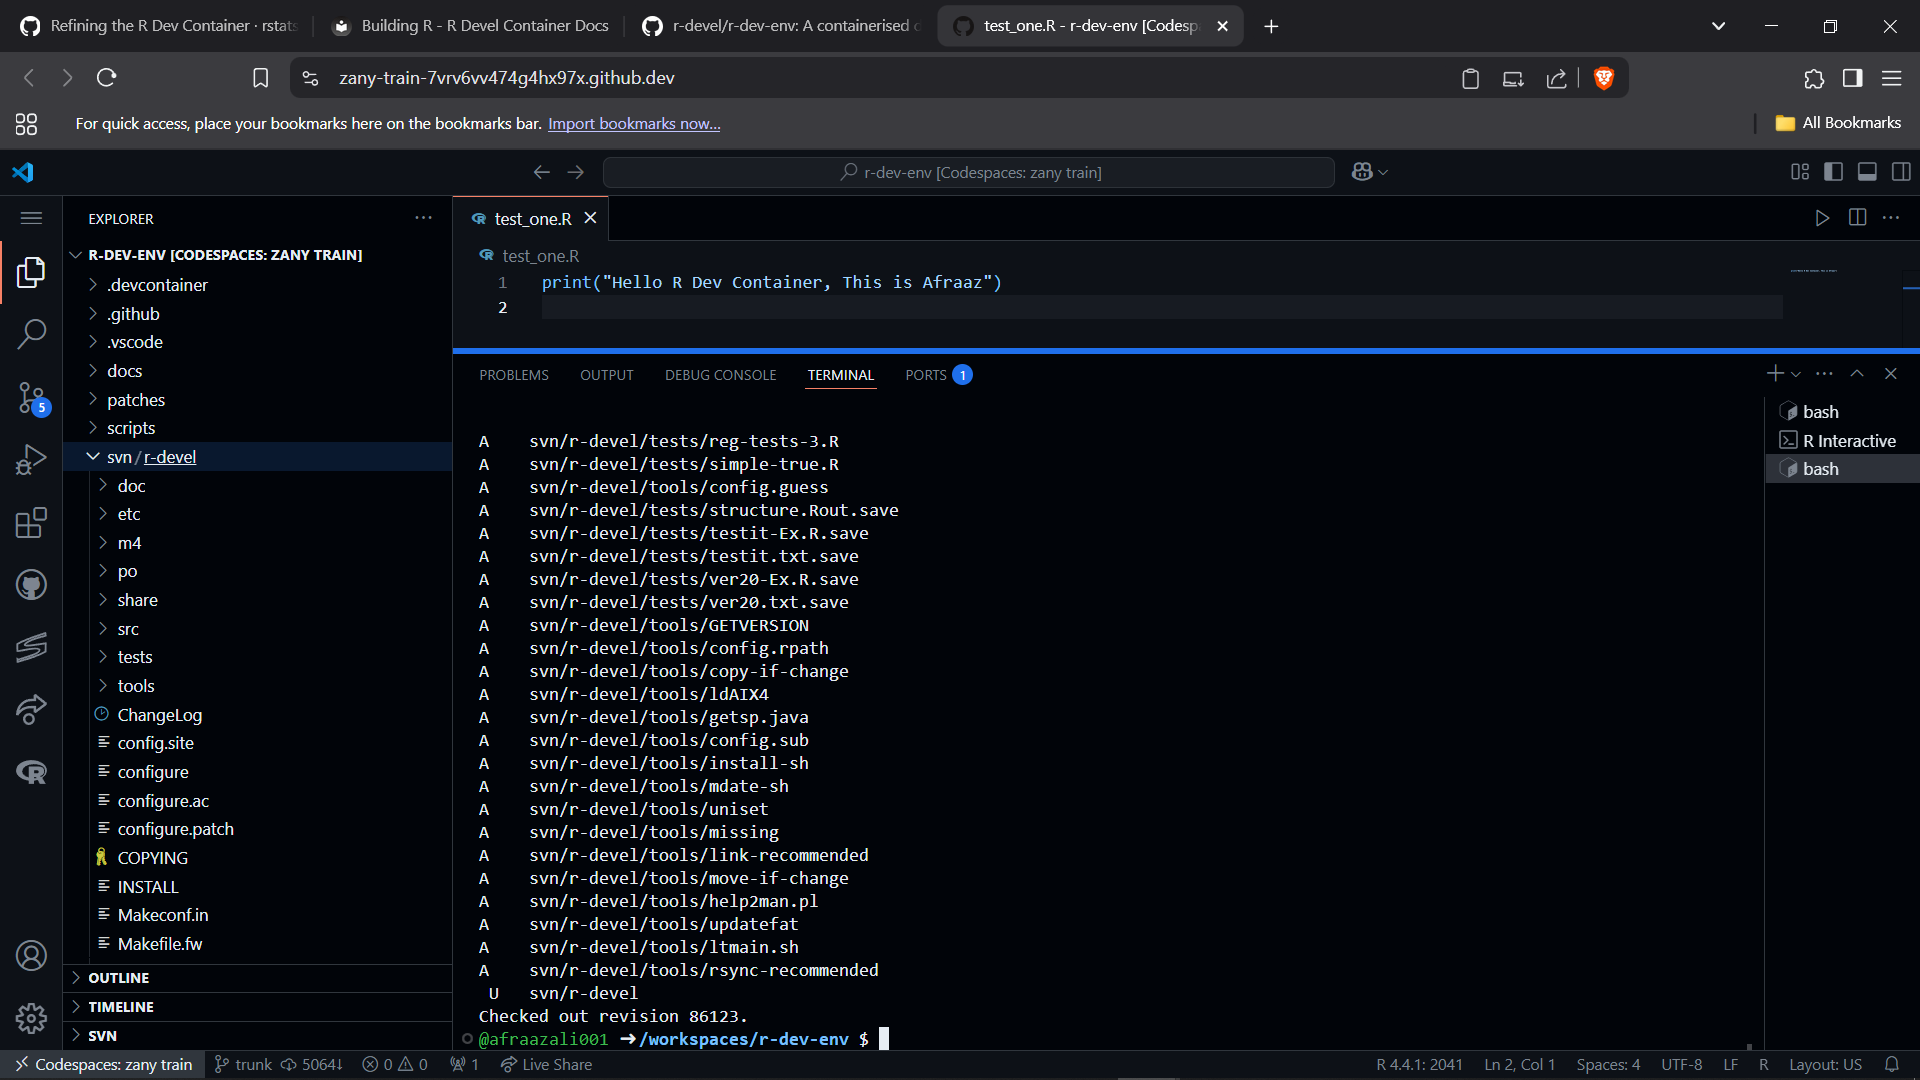 Refining the R Dev Container · rstats
Building R - R Devel Container Docs
r-devel/r-dev-env: A containerised
test_one.R - r-dev-env [Codesp
zany-train-7vrv6vv474g4hx97x.github.dev
For quick access, place your bookmarks here on the bookmarks bar. Import bookmarks now...
All Bookmarks
r-dev-env [Codespaces: zany train]
EXPLORER
R-DEV-ENV [CODESPACES: ZANY TRAIN]
.devcontainer
.github
.vscode
docs
patches
scripts
svn / r-devel
doc
etc
m4
po
share
src
tests
tools
ChangeLog
config.site
configure
configure.ac
configure.patch
COPYING
INSTALL
Makeconf.in
Makefile.fw
OUTLINE
TIMELINE
SVN
5
test_one.R
test_one.R
1 print("Hello R Dev Container, This is Afraaz")
2
PROBLEMS OUTPUT DEBUG CONSOLE TERMINAL PORTS 1
A svn/r-devel/tests/reg-tests-3.R
A svn/r-devel/tests/simple-true.R
A svn/r-devel/tools/config.guess
A svn/r-devel/tests/structure.Rout.save
A svn/r-devel/tests/testit-Ex.R.save
A svn/r-devel/tests/testit.txt.save
A svn/r-devel/tests/ver20-Ex.R.save
A svn/r-devel/tests/ver20.txt.save
A svn/r-devel/tests/GETVERSION
A svn/r-devel/tools/config.rpath
A svn/r-devel/tools/copy-if-change
A svn/r-devel/tools/ldAIX4
A svn/r-devel/tools/getsp.java
A svn/r-devel/tools/config.sub
A svn/r-devel/tools/install-sh
A svn/r-devel/tools/mdate-sh
A svn/r-devel/tools/uniset
A svn/r-devel/tools/missing
A svn/r-devel/tools/link-recommended
A svn/r-devel/tools/move-if-change
A svn/r-devel/tools/help2man.pl
A svn/r-devel/tools/updatefat
A svn/r-devel/tools/ltmain.sh
A svn/r-devel/tools/rsync-recommended
U svn/r-devel
Checked out revision 86123.
@afraazali001 ➜ /workspaces/r-dev-env $
bash
R Interactive
bash
Codespaces: zany train trunk 5064↓ 0 0 1 Live Share
R 4.4.1: 2041 Ln 2, Col 1 Spaces: 4 UTF-8 LF R Layout: US